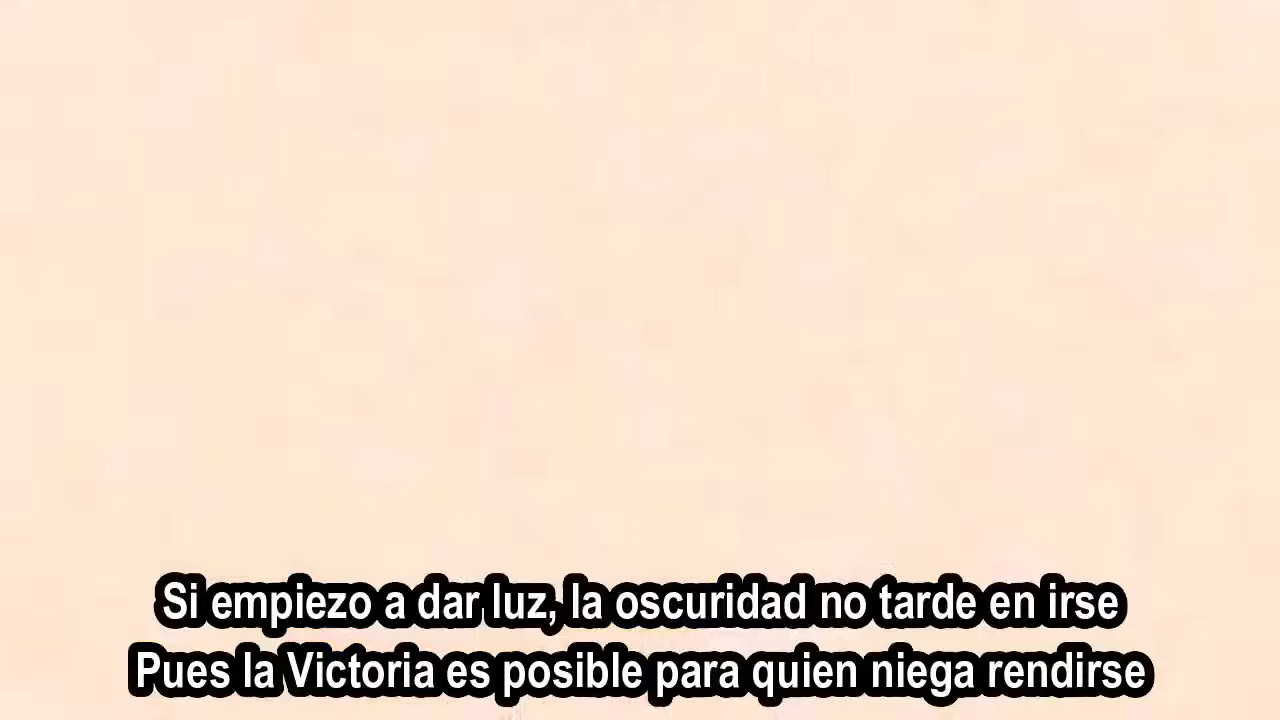 Si empiezo a dar luz, la oscuridad no tarde en irse
Pues la Victoria es posible para quien niega rendirse